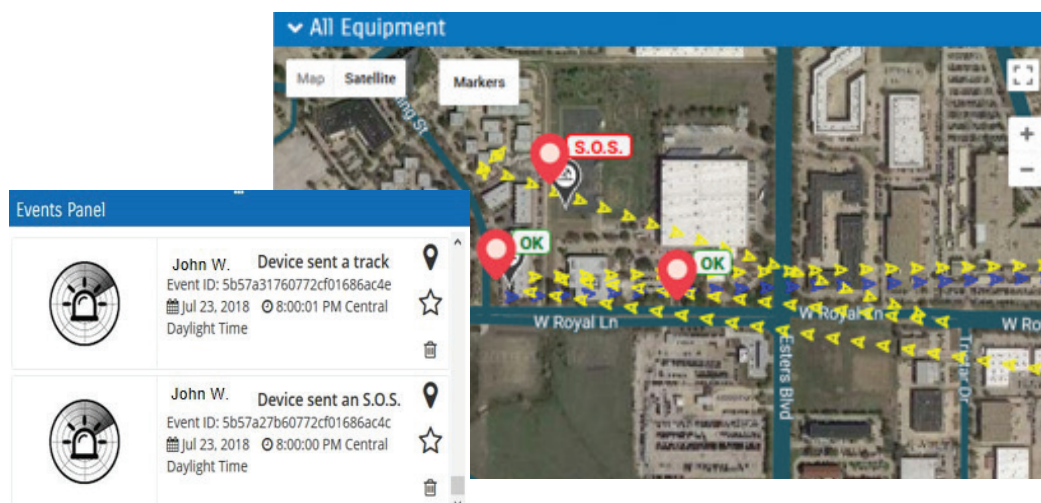 All Equipment
Map Satellite
Markers
S.O.S.
OK
OK
W Royal Ln
W Royal Ln
W Ro
Esters Blvd
Events Panel
John W. Device sent a track
Event ID: 5b57a31760772cf01686ac4e
Jul 23, 2018 8:00:01 PM Central
Daylight Time
John W. Device sent an S.O.S.
Event ID: 5b57a27b60772cf01686ac4c
Jul 23, 2018 8:00:00 PM Central
Daylight Time